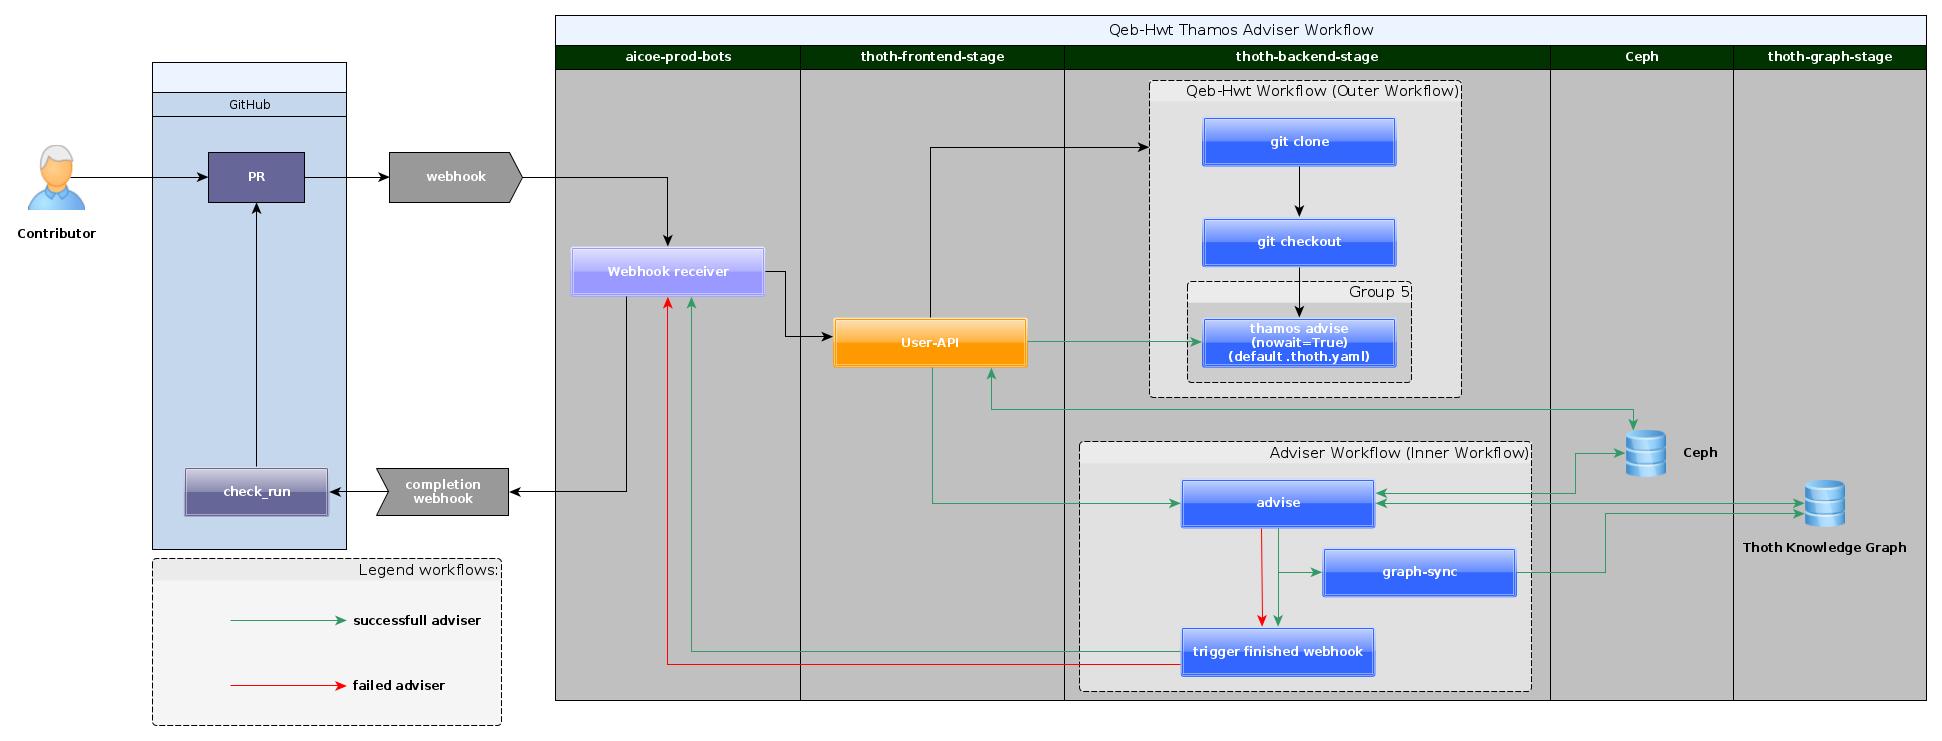 Qeb-Hwt Thamos Adviser Workflow
aicoe-prod-bots
thoth-frontend-stage
thoth-backend-stage
Ceph
thoth-graph-stage
GitHub
Contributor
PR
webhook
Webhook receiver
User-API
Qeb-Hwt Workflow (Outer Workflow)
git clone
git checkout
Group 5
thamos advise
(nowait=True)
(default .thoth.yaml)
Adviser Workflow (Inner Workflow)
advise
graph-sync
trigger finished webhook
Ceph
Thoth Knowledge Graph
completion
webhook
check_run
Legend workflows:
successfull adviser
failed adviser